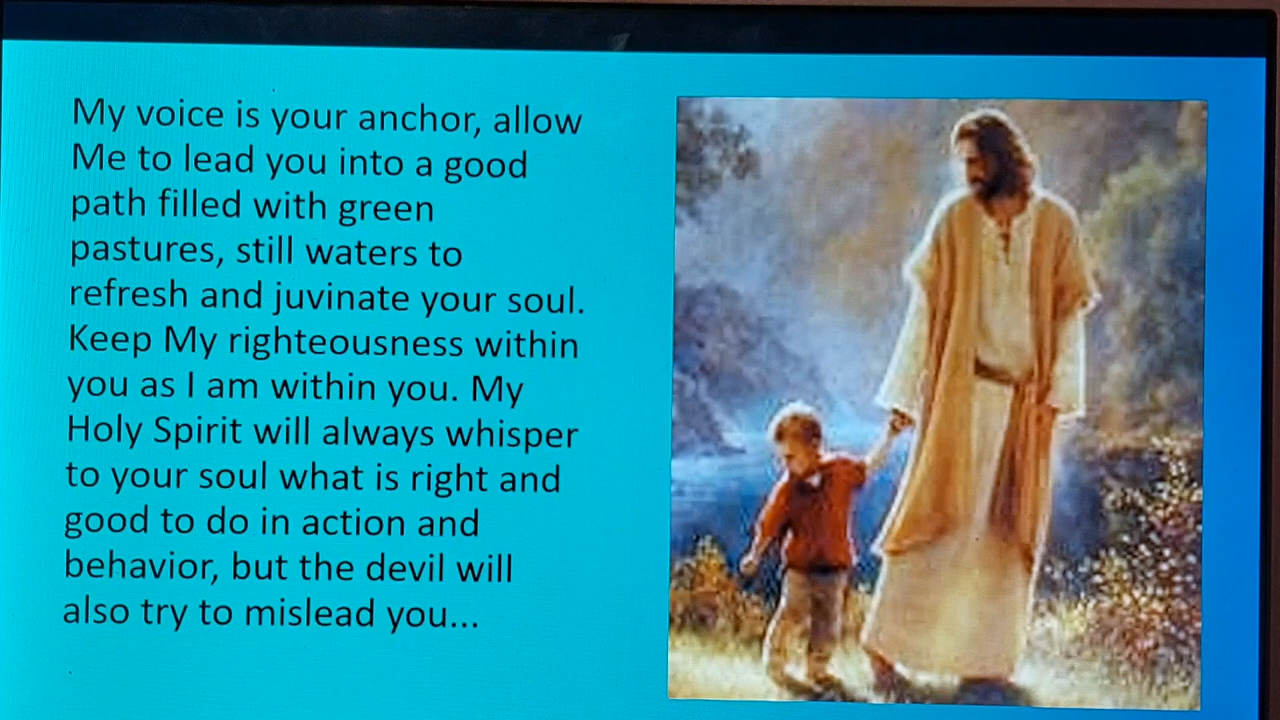 My voice is your anchor, allow
Me to lead you into a good
path filled with green
pastures, still waters to
refresh and juvinate your soul.
Keep My righteousness within
you as I am within you. My
Holy Spirit will always whisper
to your soul what is right and
good to do in action and
behavior, but the devil will
also try to mislead you...